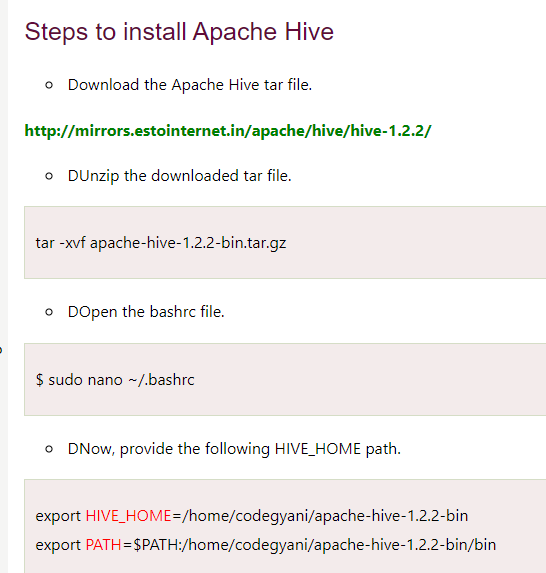 Steps to install Apache Hive
Download the Apache Hive tar file.
http://mirrors.estointernet.in/apache/hive/hive-1.2.2/
DUnzip the downloaded tar file.
tar -xvf apache-hive-1.2.2-bin.tar.gz
DOpen the bashrc file.
$ sudo nano ~/.bashrc
DNow, provide the following HIVE_HOME path.
export HIVE_HOME=/home/codegyani/apache-hive-1.2.2-bin
export PATH=$PATH:/home/codegyani/apache-hive-1.2.2-bin/bin